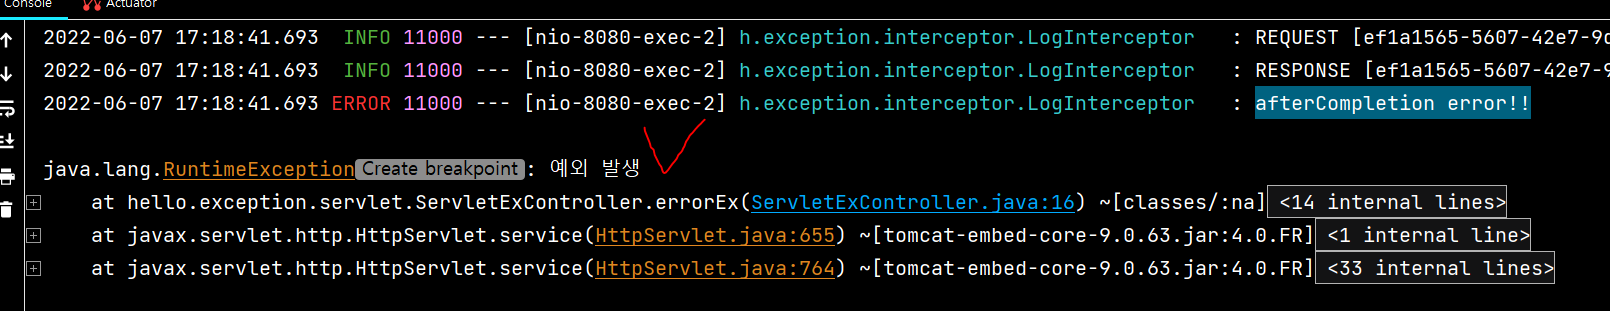 Console Actuator
2022-06-07 17:18:41.693 INFO 11000 --- [nio-8080-exec-2] h.exception.interceptor.LogInterceptor : REQUEST [ef1a1565-5607-42e7-9c
2022-06-07 17:18:41.693 INFO 11000 --- [nio-8080-exec-2] h.exception.interceptor.LogInterceptor : RESPONSE [ef1a1565-5607-42e7-9
2022-06-07 17:18:41.693 ERROR 11000 --- [nio-8080-exec-2] h.exception.interceptor.LogInterceptor : afterCompletion error!!
java.lang.RuntimeException Create breakpoint : 예외 발생
at hello.exception.servlet.ServletExController.errorEx(ServletExController.java:16) ~[classes/:na] <14 internal lines>
at javax.servlet.http.HttpServlet.service(HttpServlet.java:655) ~[tomcat-embed-core-9.0.63.jar:4.0.FR] <1 internal line>
at javax.servlet.http.HttpServlet.service(HttpServlet.java:764) ~[tomcat-embed-core-9.0.63.jar:4.0.FR] <33 internal lines>